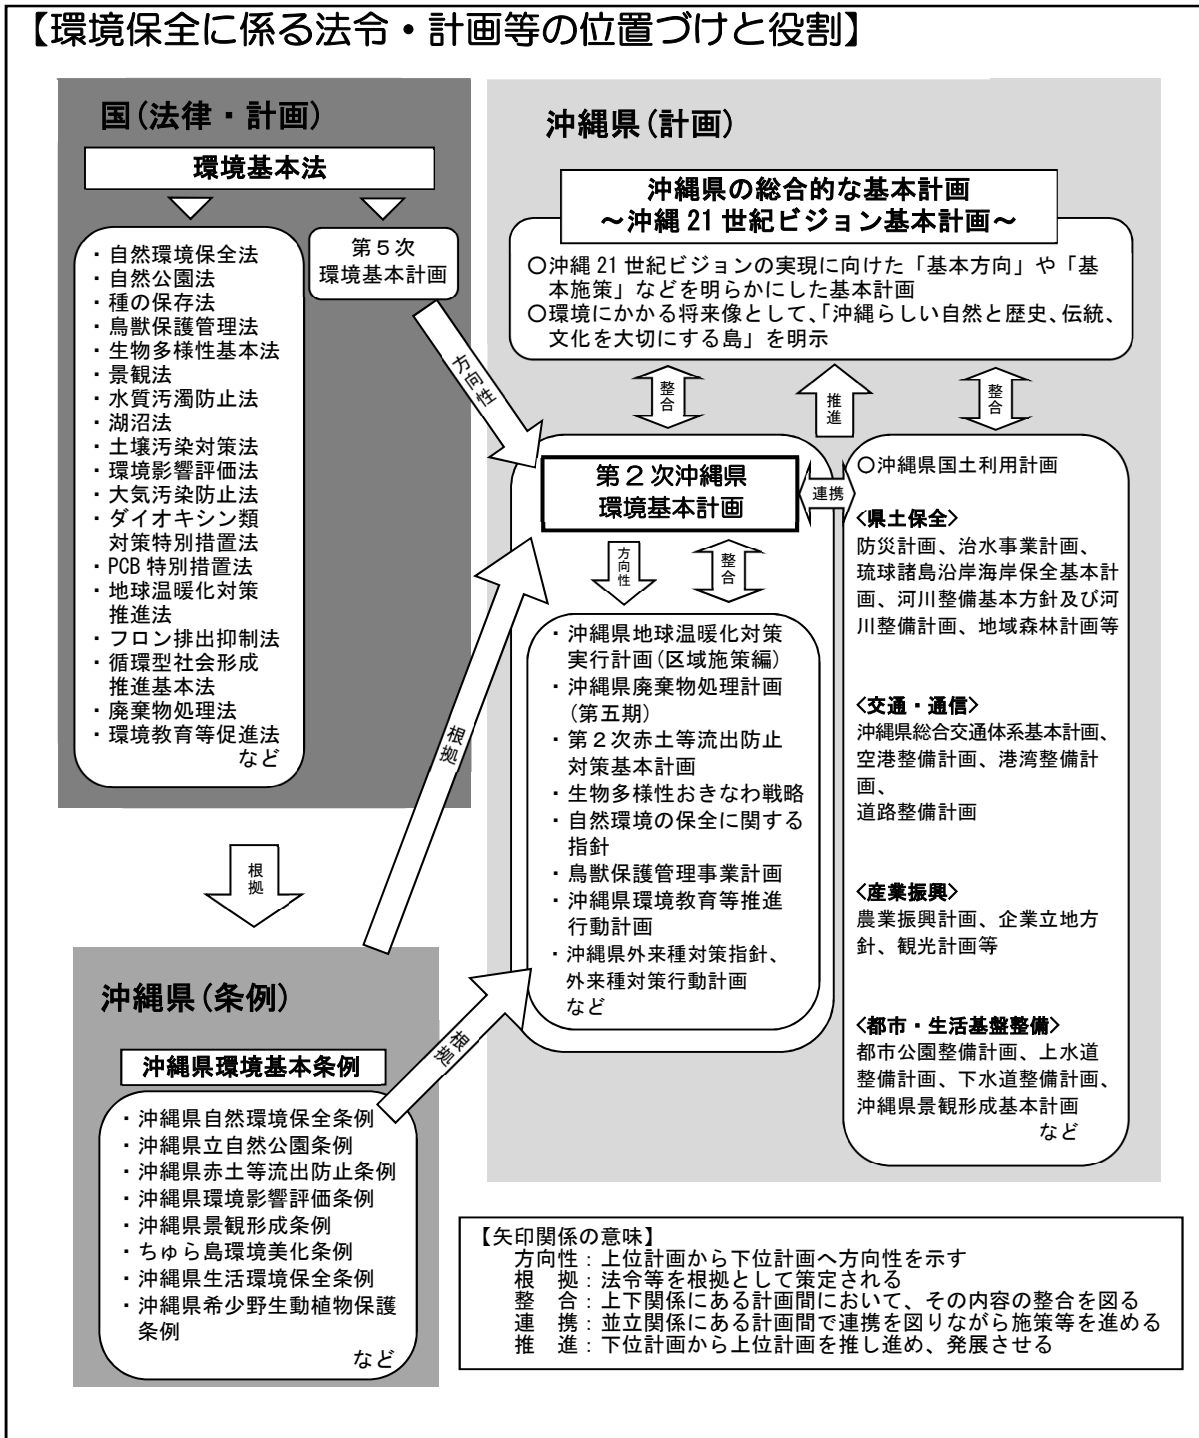 【環境保全に係る法令・計画等の位置づけと役割】
国(法律・計画)
環境基本法
・自然環境保全法
・自然公園法
・種の保存法
・鳥獣保護管理法
・生物多様性基本法
・景観法
・水質汚濁防止法
・湖沼法
・土壌汚染対策法
・環境影響評価法
・大気汚染防止法
・ダイオキシン類
対策特別措置法
・PCB特別措置法
・地球温暖化対策
推進法
・フロン排出抑制法
・循環型社会形成
推進基本法
・廃棄物処理法
・環境教育等促進法
など
第5次
環境基本計画
方向性
根拠
根拠
沖縄県(条例)
沖縄県環境基本条例
・沖縄県自然環境保全条例
・沖縄県立自然公園条例
・沖縄県赤土等流出防止条例
・沖縄県環境影響評価条例
・沖縄県景観形成条例
・ちゅら島環境美化条例
・沖縄県生活環境保全条例
・沖縄県希少野生動植物保護
条例
など
根拠
沖縄県(計画)
沖縄県の総合的な基本計画
~沖縄21世紀ビジョン基本計画~
○沖縄21世紀ビジョンの実現に向けた「基本方向」や「基
本施策」などを明らかにした基本計画
○環境にかかる将来像として、「沖縄らしい自然と歴史、伝統、
文化を大切にする島」を明示
整合
推進
整合
第2次沖縄県
環境基本計画
連携
方向性
整合
・沖縄県地球温暖化対策
実行計画(区域施策編)
・沖縄県廃棄物処理計画
(第五期)
・第2次赤土等流出防止
対策基本計画
・生物多様性おきなわ戦略
・自然環境の保全に関する
指針
・鳥獣保護管理事業計画
・沖縄県環境教育等推進
行動計画
・沖縄県外来種対策指針、
外来種対策行動計画
など
○沖縄県国土利用計画
<県土保全>
防災計画、治水事業計画、
琉球諸島沿岸海岸保全基本計
画、河川整備基本方針及び河
川整備計画、地域森林計画等
<交通・通信>
沖縄県総合交通体系基本計画、
空港整備計画、港湾整備計
画、
道路整備計画
<産業振興>
農業振興計画、企業立地方
針、観光計画等
<都市・生活基盤整備>
都市公園整備計画、上水道
整備計画、下水道整備計画、
沖縄県景観形成基本計画
など
【矢印関係の意味】
方向性：上位計画から下位計画へ方向性を示す
根　拠：法令等を根拠として策定される
整　合：上下関係にある計画間において、その内容の整合を図る
連　携：並立関係にある計画間で連携を図りながら施策等を進める
推　進：下位計画から上位計画を推し進め、発展させる